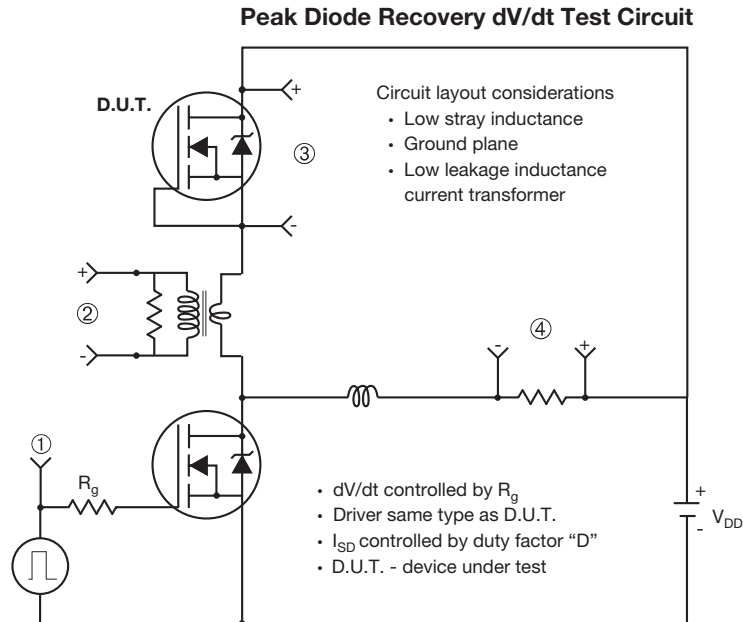 Peak Diode Recovery dV/dt Test Circuit
D.U.T.
+
-
③
Circuit layout considerations
• Low stray inductance
• Ground plane
• Low leakage inductance
current transformer
+
②
-
-
④
+
①
Rg
• dV/dt controlled by Rg
• Driver same type as D.U.T.
• ISD controlled by duty factor “D”
• D.U.T. - device under test
+
-
VDD